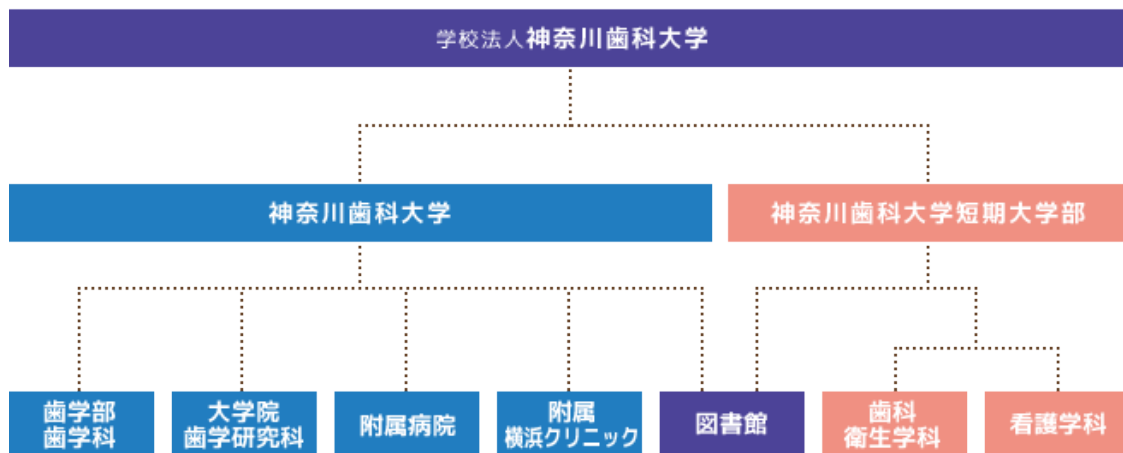 学校法人神奈川歯科大学
神奈川歯科大学
神奈川歯科大学短期大学部
歯学部
歯学科
大学院
歯学研究科
附属病院
附属
横浜クリニック
図書館
歯科
衛生学科
看護学科